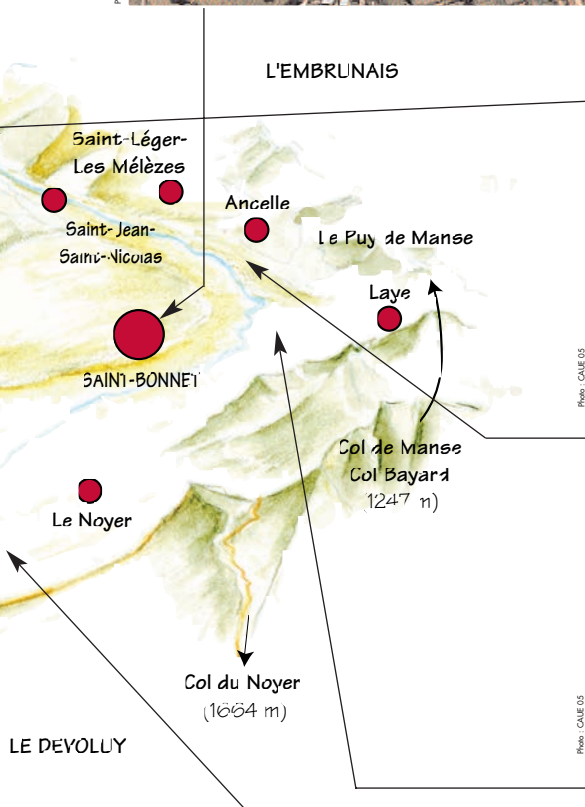 L'EMBRUNAIS
Saint-Léger-
Les Mélèzes
Ancelle
Saint-Jean-
Saint-Nicolas
Le Puy de Manse
Laye
SAINT-BONNET
Col de Manse
Col Bayard
(1247 m)
Le Noyer
Col du Noyer
(1664 m)
LE DEVOLUY
Photo : CAUE 05
Photo : CAUE 05